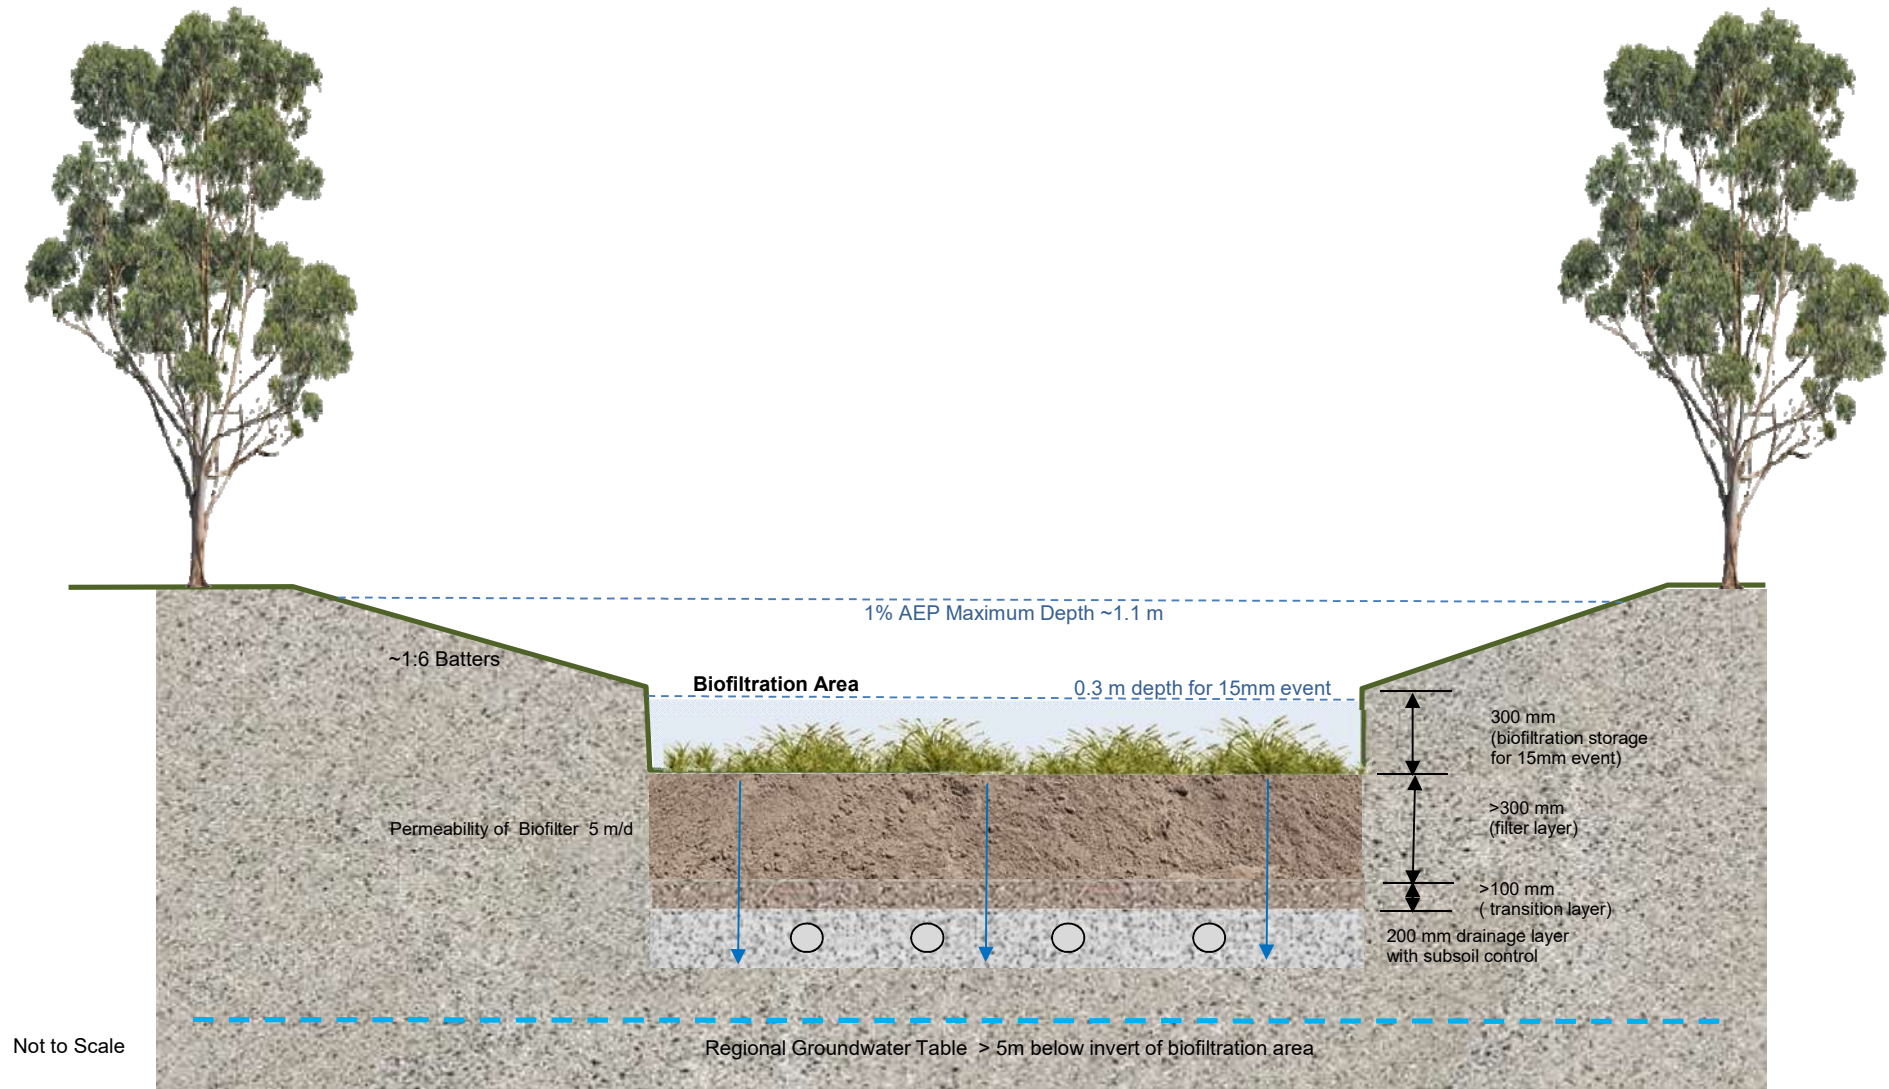 1% AEP Maximum Depth ~1.1 m
~1:6 Batters
Biofiltration Area
0.3 m depth for 15mm event
300 mm
(biofiltration storage
for 15mm event)
>300 mm
(filter layer)
Permeability of Biofilter 5 m/d
>100 mm
( transition layer)
200 mm drainage layer
with subsoil control
Not to Scale
Regional Groundwater Table > 5m below invert of biofiltration area